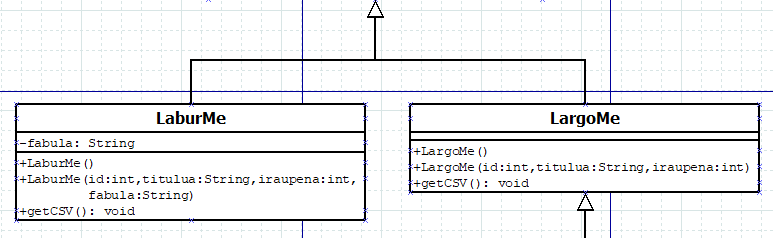 LaburMe
-fabula: String
+LaburMe()
+LaburMe(id:int,titulua:String,iraupena:int,
fabula:String)
+getCSV(): void
LargoMe
+LargoMe()
+LargoMe(id:int,titulua:String,iraupena:int)
+getCSV(): void